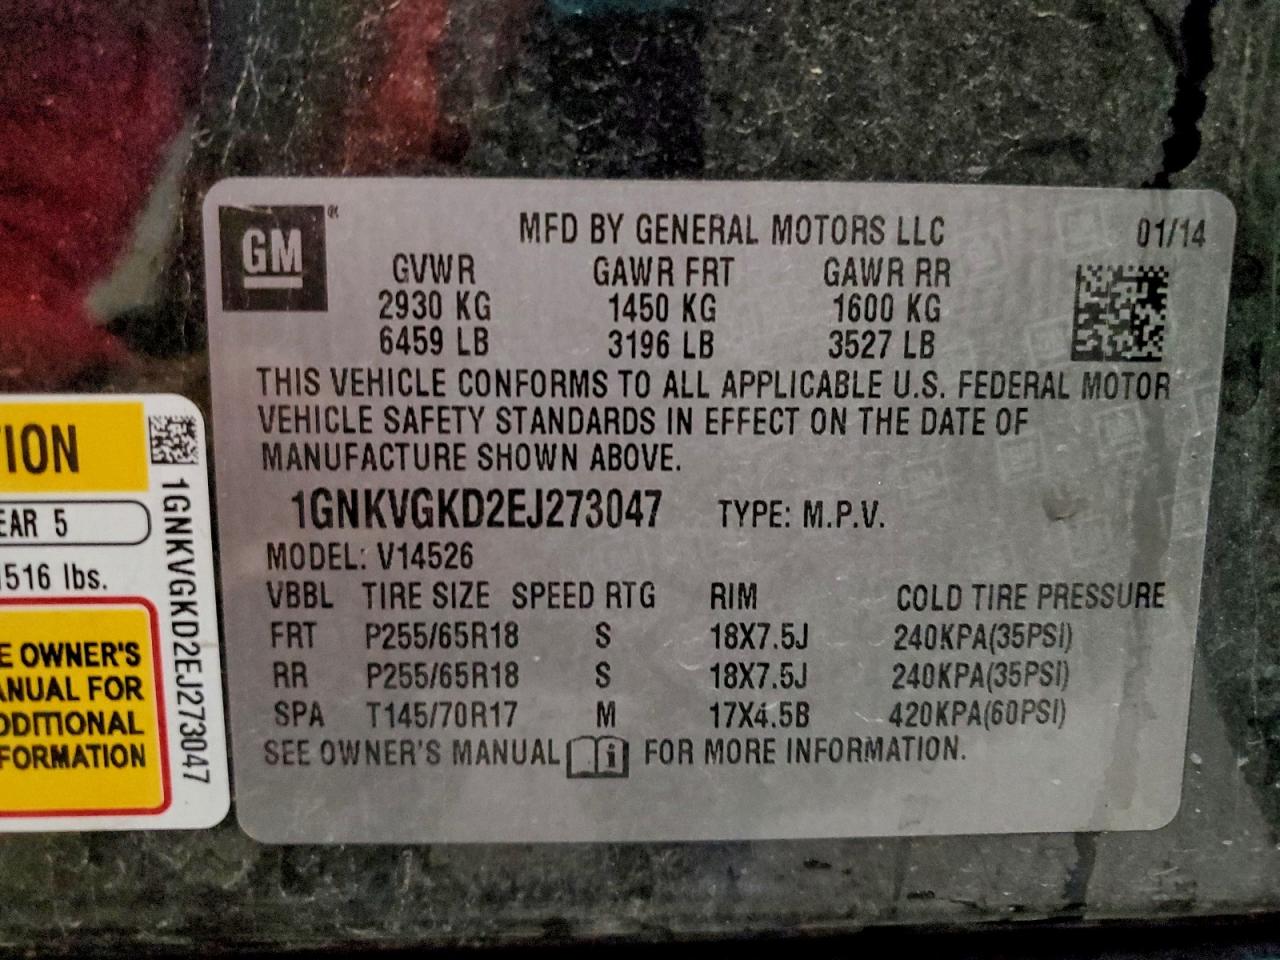 GM
MFD BY GENERAL MOTORS LLC 01/14
GVWR GAWR FRT GAWR RR
2930 KG 1450 KG 1600 KG
6459 LB 3196 LB 3527 LB
THIS VEHICLE CONFORMS TO ALL APPLICABLE U.S. FEDERAL MOTOR
VEHICLE SAFETY STANDARDS IN EFFECT ON THE DATE OF
MANUFACTURE SHOWN ABOVE.
1GNKVGKD2EJ273047 TYPE: M.P.V.
MODEL: V14526
VBBL TIRE SIZE SPEED RTG RIM COLD TIRE PRESSURE
FRT P255/65R18 S 18X7.5J 240KPA(35PSI)
RR P255/65R18 S 18X7.5J 240KPA(35PSI)
SPA T145/70R17 M 17X4.5B 420KPA(60PSI)
SEE OWNER'S MANUAL i FOR MORE INFORMATION.
TION
EAR 5
516 lbs.
E OWNER'S
ANUAL FOR
DDITIONAL
FORMATION
1GNKVGKD2EJ273047